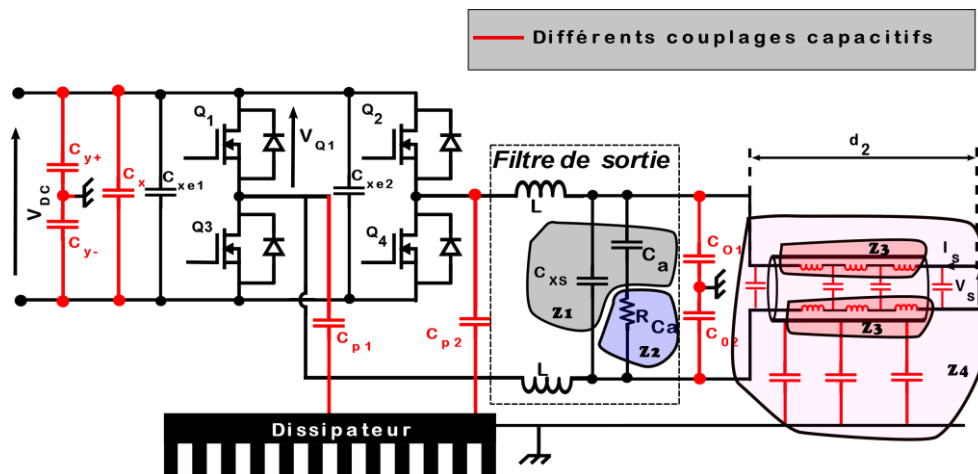 Différents couplages capacitifs
d2
Q1
Q2
VQ1
Filtre de sortie
Cy+
Cx
Cxe1
Cxe2
VDC
L
Q3
Q4
Cy-
Ca
CO1
z3
Is
Cxs
Vs
z1
RCa
z2
C02
z3
Cp1
Cp2
L
z4
Dissipateur